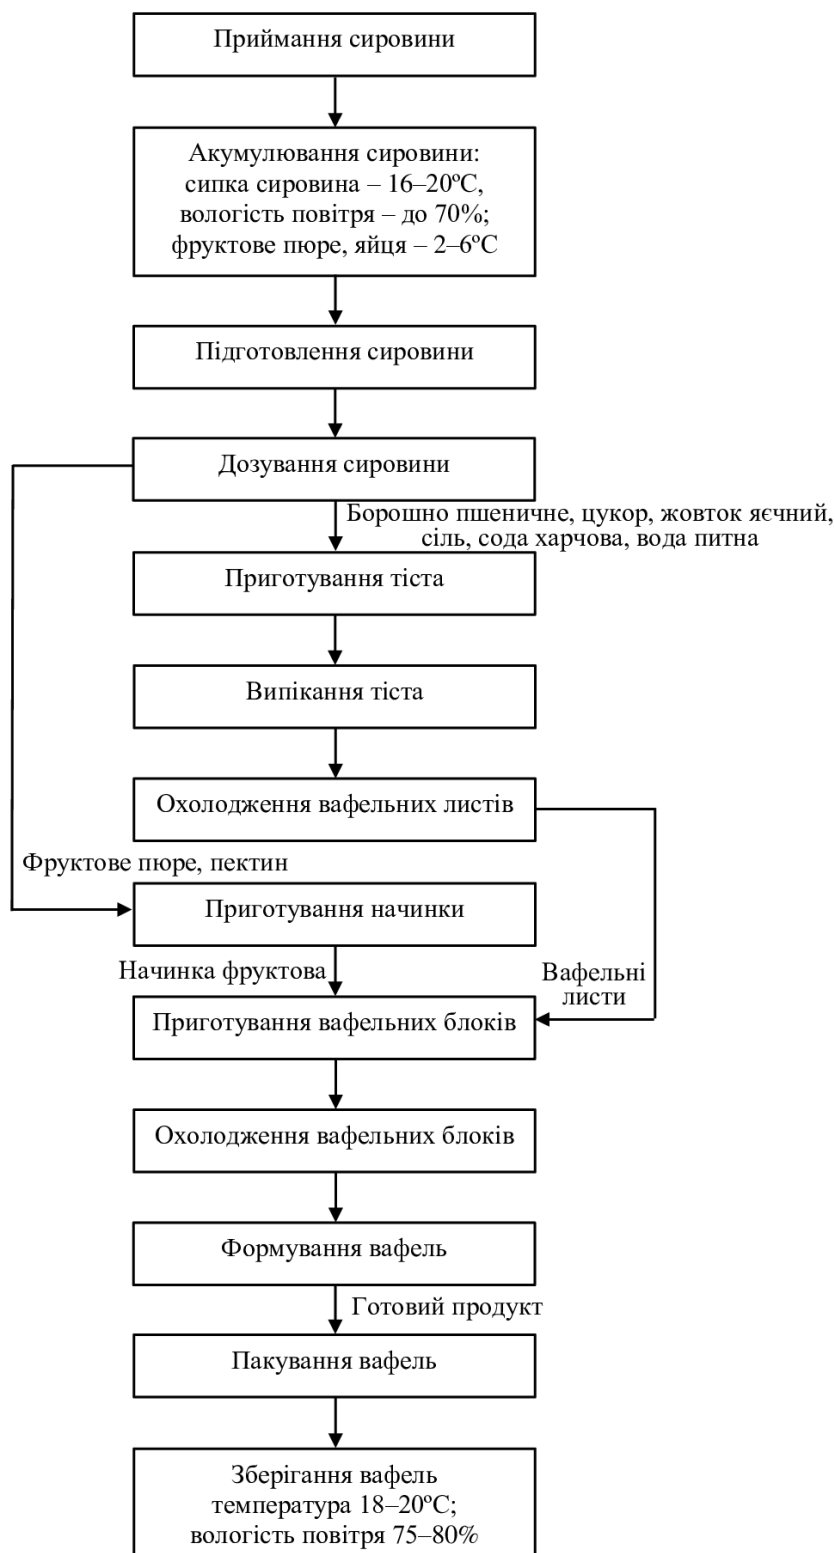 Приймання сировини
Акумулювання сировини:
сипка сировина – 16–20ºС,
вологість повітря – до 70%;
фруктове пюре, яйця – 2–6ºС
Підготовлення сировини
Дозування сировини
Борошно пшеничне, цукор, жовток яєчний,
сіль, сода харчова, вода питна
Приготування тіста
Випікання тіста
Охолодження вафельних листів
Фруктове пюре, пектин
Приготування начинки
Начинка фруктова
Вафельні
листи
Приготування вафельних блоків
Охолодження вафельних блоків
Формування вафель
Готовий продукт
Пакування вафель
Зберігання вафель
температура 18–20ºС;
вологість повітря 75–80%